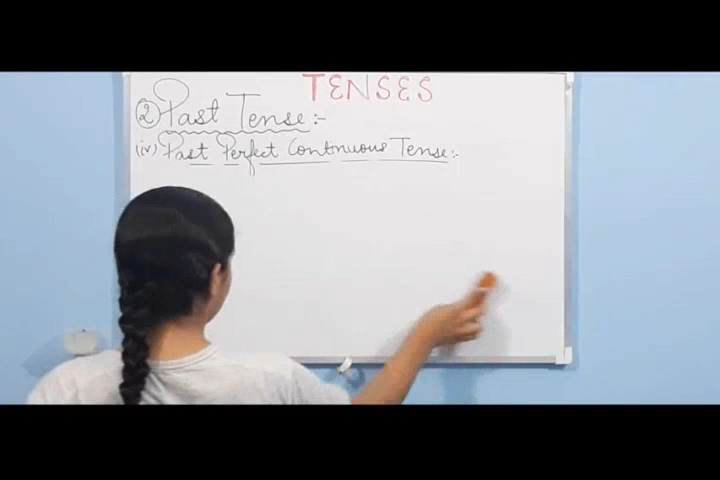 TENSES
② Past Tense :-
(iv) Past Perfect Continuous Tense :-